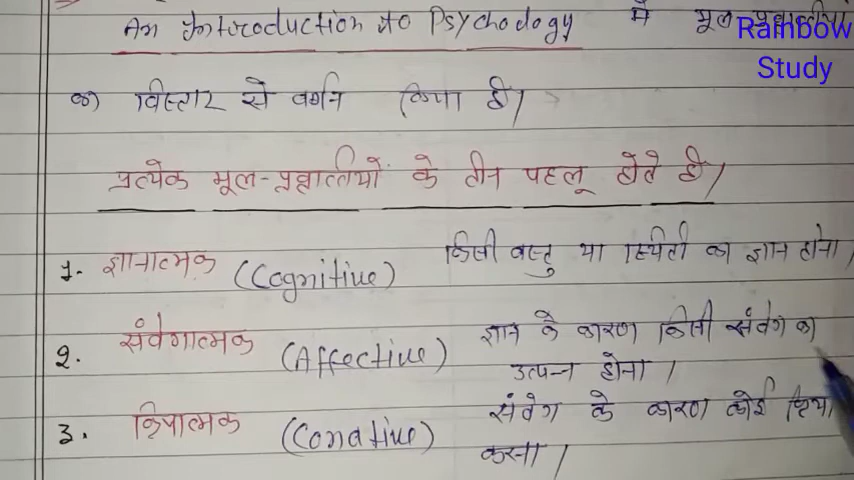 An Introduction to Psychology में मूल प्रवृत्तियों
Rainbow
Study
का विस्तार से वर्णन किया है।
प्रत्येक मूल-प्रवृत्तियों के तीन पहलू होते है।
1. ज्ञानात्मक (Cognitive) किसी वस्तु या स्थिती का ज्ञान होना।
2. संवेगात्मक (Affective) ज्ञान के कारण किसी संवेग का
उत्पन्न होना।
3. क्रियात्मक (Conative) संवेग के कारण कोई क्रिया
करना।